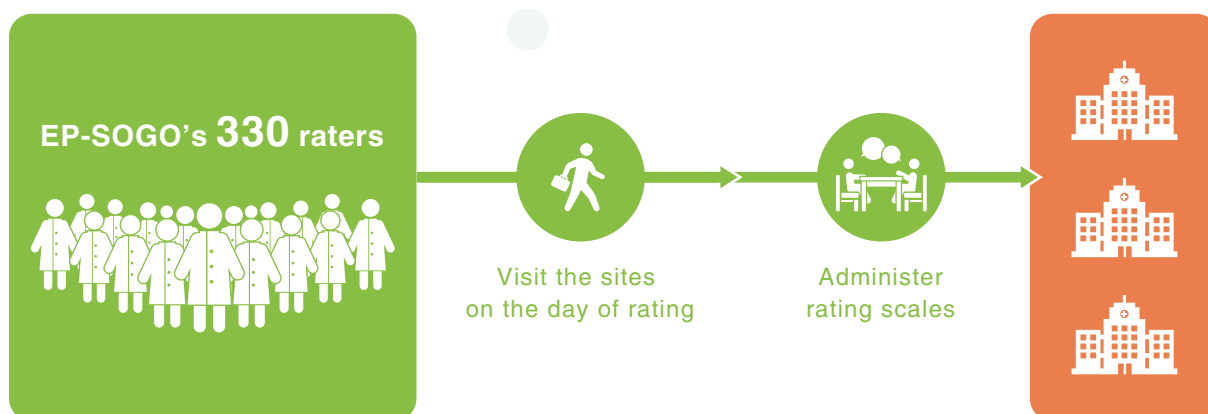 EP-SOGO’s 330 raters
Visit the sites
on the day of rating
Administer
rating scales